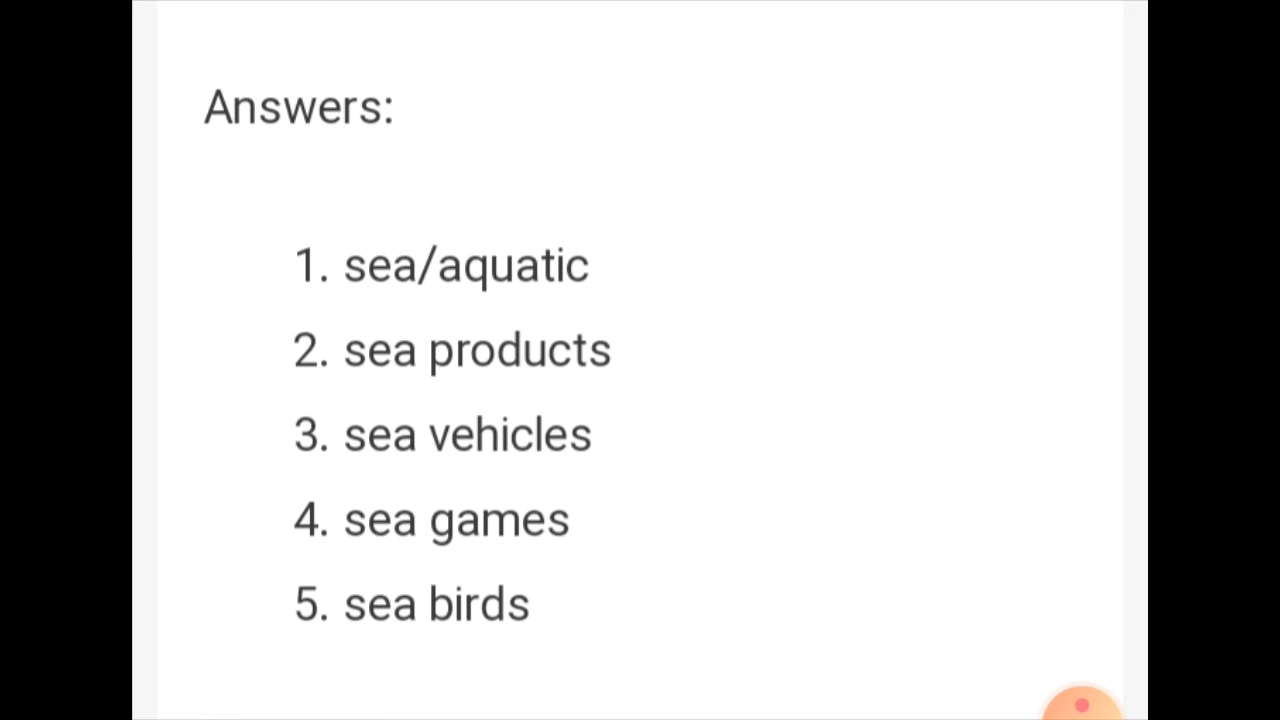 Answers:
1. sea/aquatic
2. sea products
3. sea vehicles
4. sea games
5. sea birds